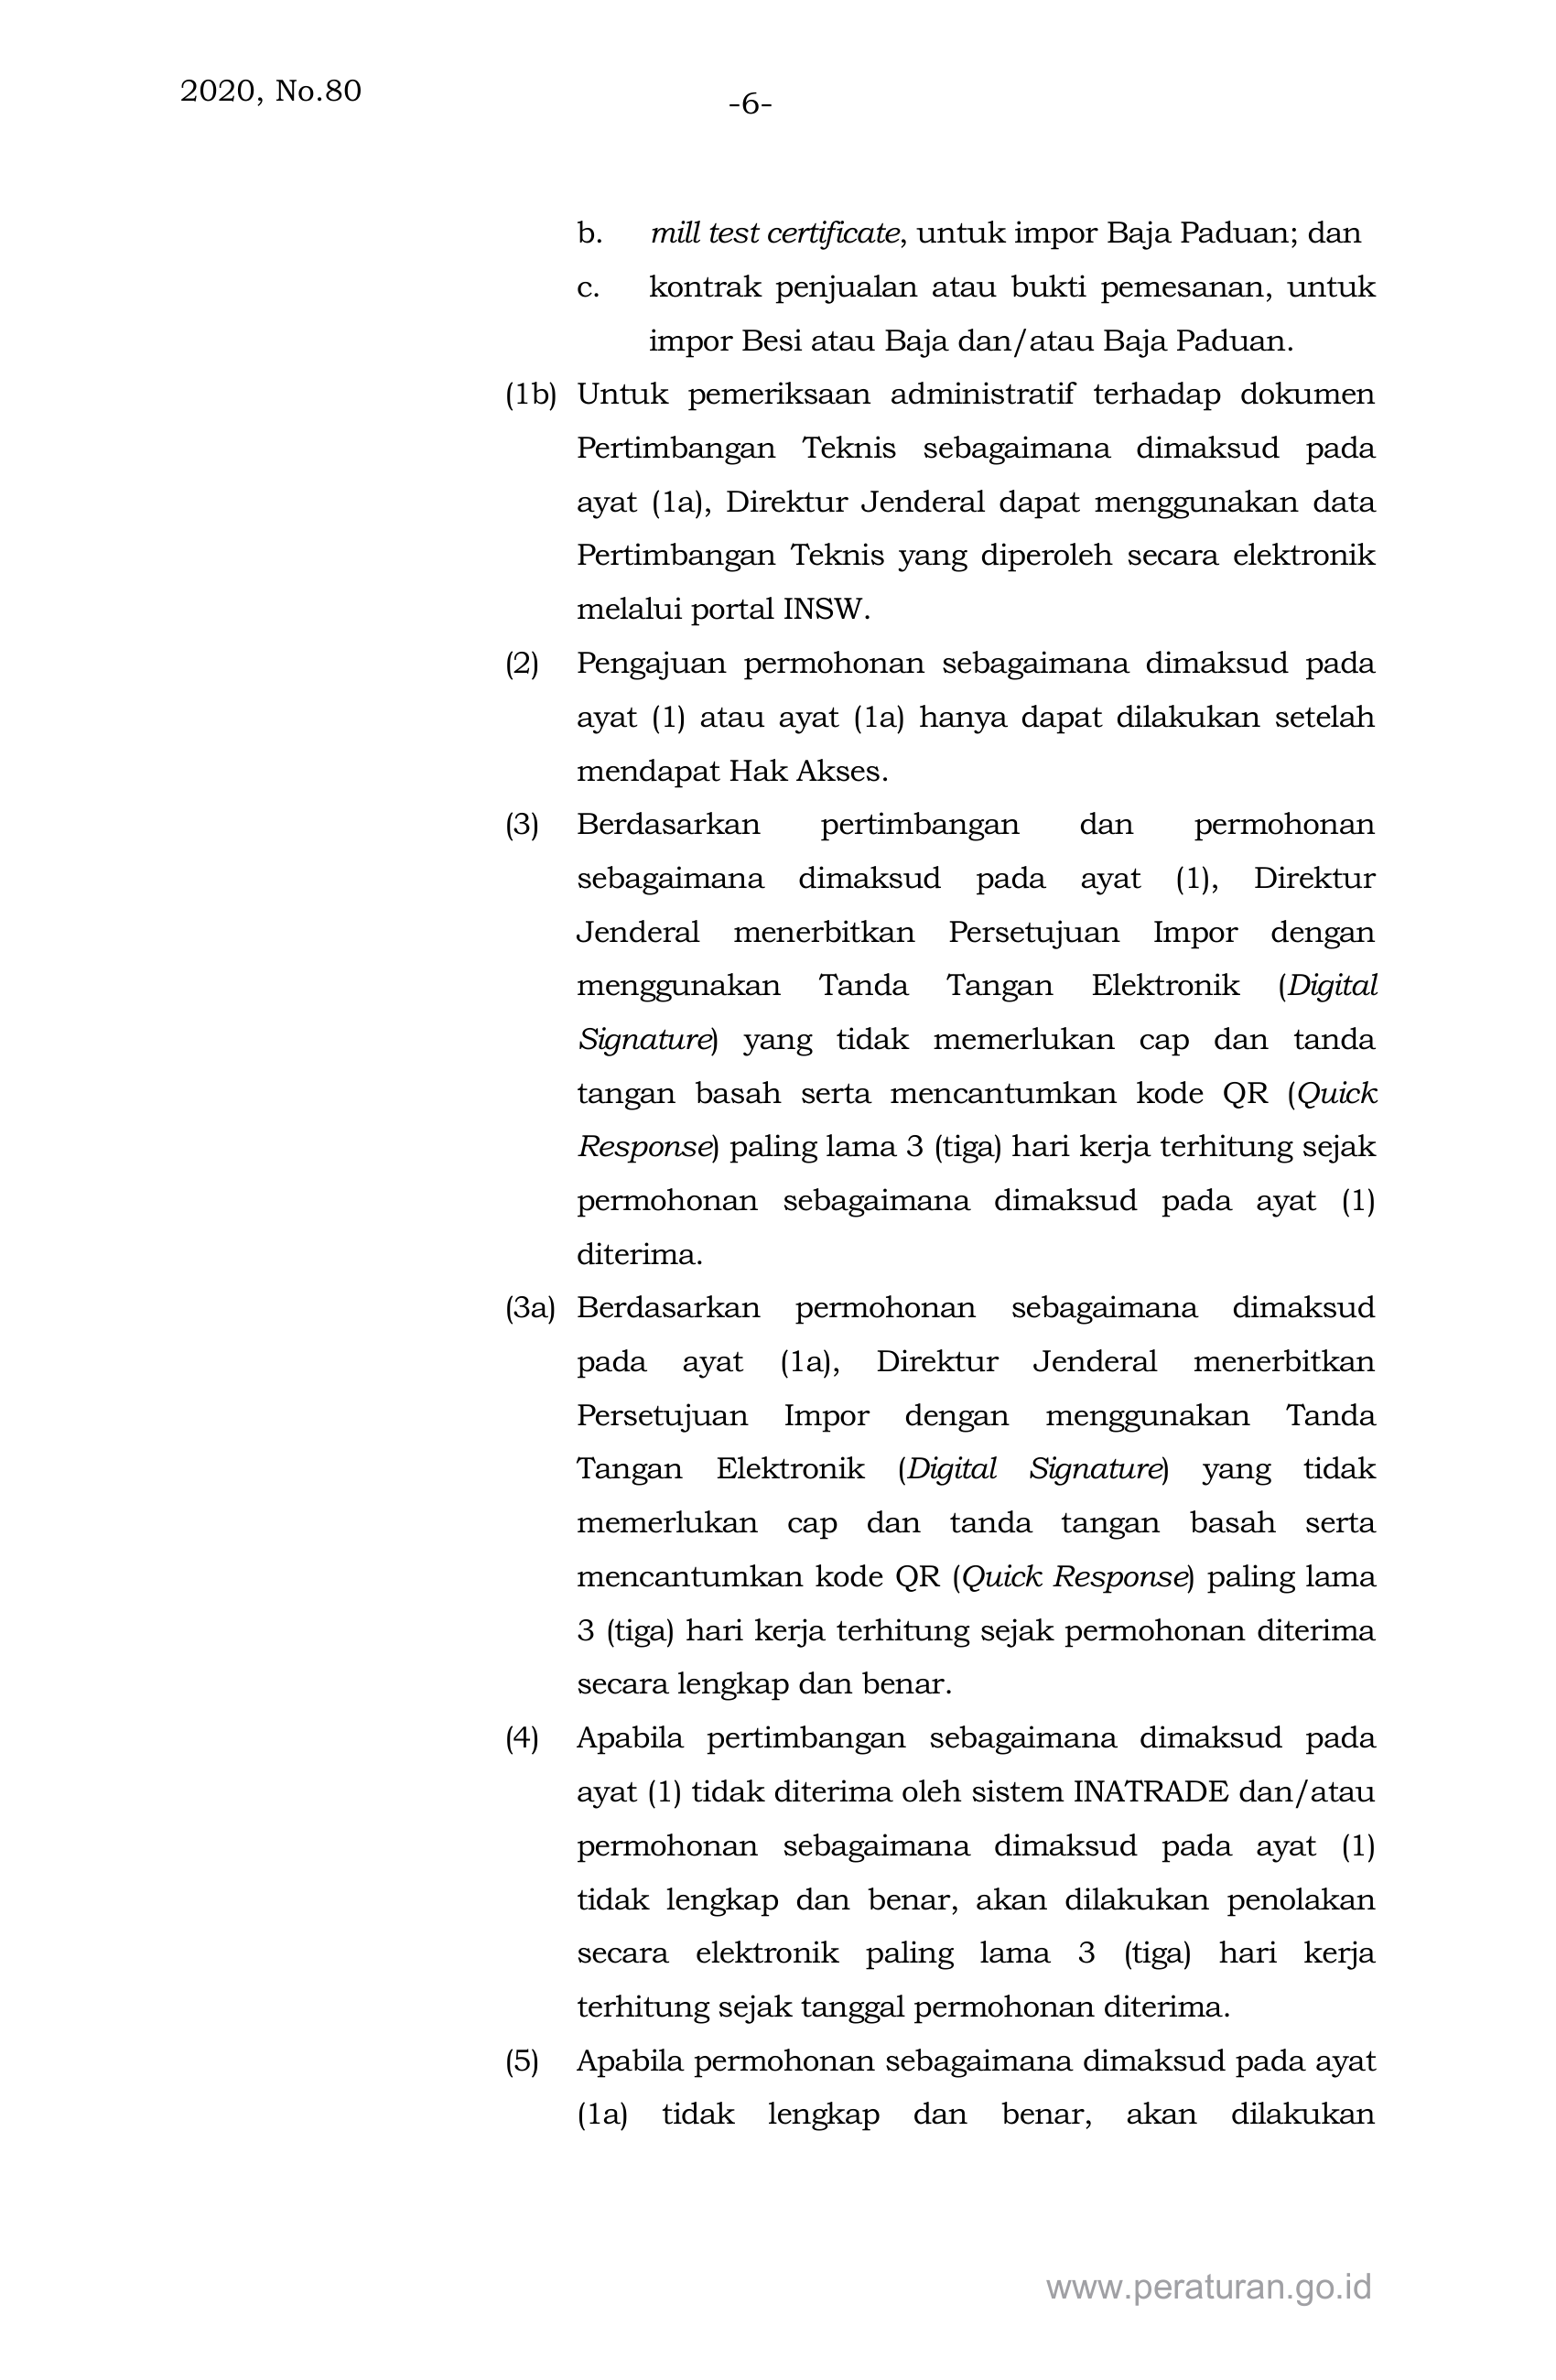 2020, No.80
-6-
b. mill test certificate, untuk impor Baja Paduan; dan
c. kontrak penjualan atau bukti pemesanan, untuk
impor Besi atau Baja dan/atau Baja Paduan.
(1b) Untuk pemeriksaan administratif terhadap dokumen
Pertimbangan Teknis sebagaimana dimaksud pada
ayat (1a), Direktur Jenderal dapat menggunakan data
Pertimbangan Teknis yang diperoleh secara elektronik
melalui portal INSW.
(2) Pengajuan permohonan sebagaimana dimaksud pada
ayat (1) atau ayat (1a) hanya dapat dilakukan setelah
mendapat Hak Akses.
(3) Berdasarkan pertimbangan dan permohonan
sebagaimana dimaksud pada ayat (1), Direktur
Jenderal menerbitkan Persetujuan Impor dengan
menggunakan Tanda Tangan Elektronik (Digital
Signature) yang tidak memerlukan cap dan tanda
tangan basah serta mencantumkan kode QR (Quick
Response) paling lama 3 (tiga) hari kerja terhitung sejak
permohonan sebagaimana dimaksud pada ayat (1)
diterima.
(3a) Berdasarkan permohonan sebagaimana dimaksud
pada ayat (1a), Direktur Jenderal menerbitkan
Persetujuan Impor dengan menggunakan Tanda
Tangan Elektronik (Digital Signature) yang tidak
memerlukan cap dan tanda tangan basah serta
mencantumkan kode QR (Quick Response) paling lama
3 (tiga) hari kerja terhitung sejak permohonan diterima
secara lengkap dan benar.
(4) Apabila pertimbangan sebagaimana dimaksud pada
ayat (1) tidak diterima oleh sistem INATRADE dan/atau
permohonan sebagaimana dimaksud pada ayat (1)
tidak lengkap dan benar, akan dilakukan penolakan
secara elektronik paling lama 3 (tiga) hari kerja
terhitung sejak tanggal permohonan diterima.
(5) Apabila permohonan sebagaimana dimaksud pada ayat
(1a) tidak lengkap dan benar, akan dilakukan
www.peraturan.go.id